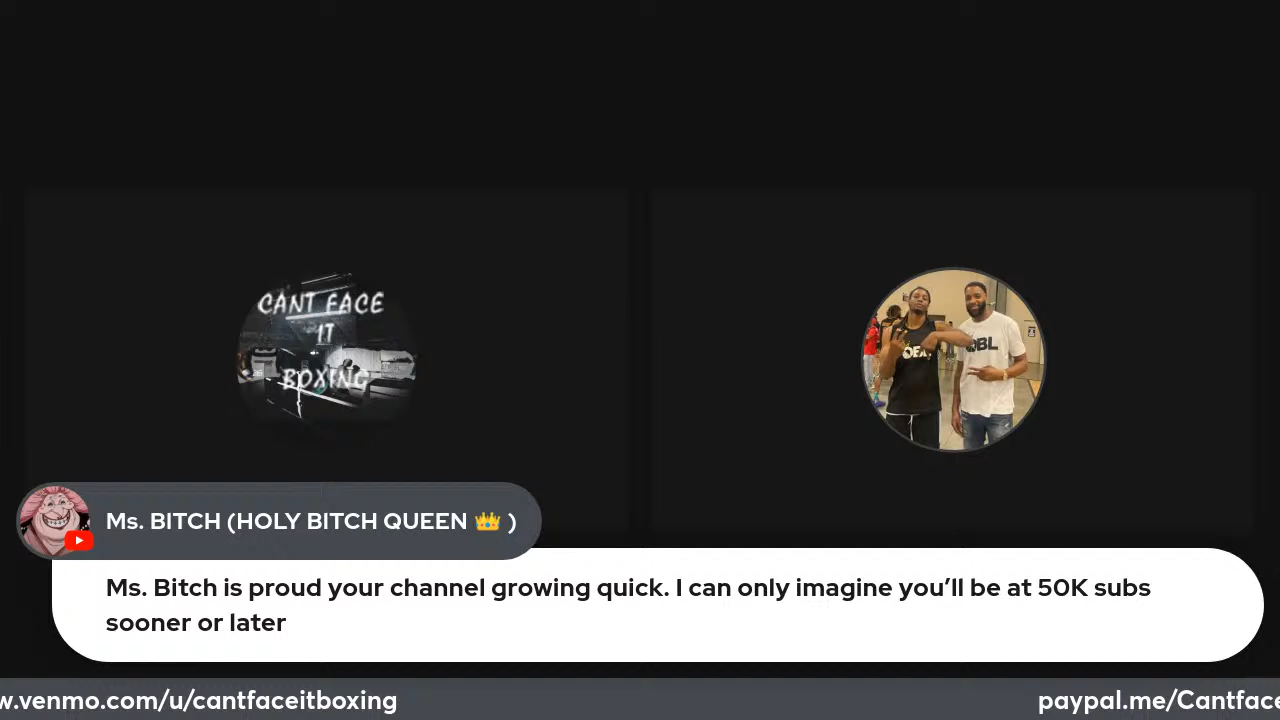 CANT FACE
IT
BOXING
QBL
Ms. BITCH (HOLY BITCH QUEEN 👑 )
Ms. Bitch is proud your channel growing quick. I can only imagine you’ll be at 50K subs
sooner or later
w.venmo.com/u/cantfaceitboxing
paypal.me/Cantface